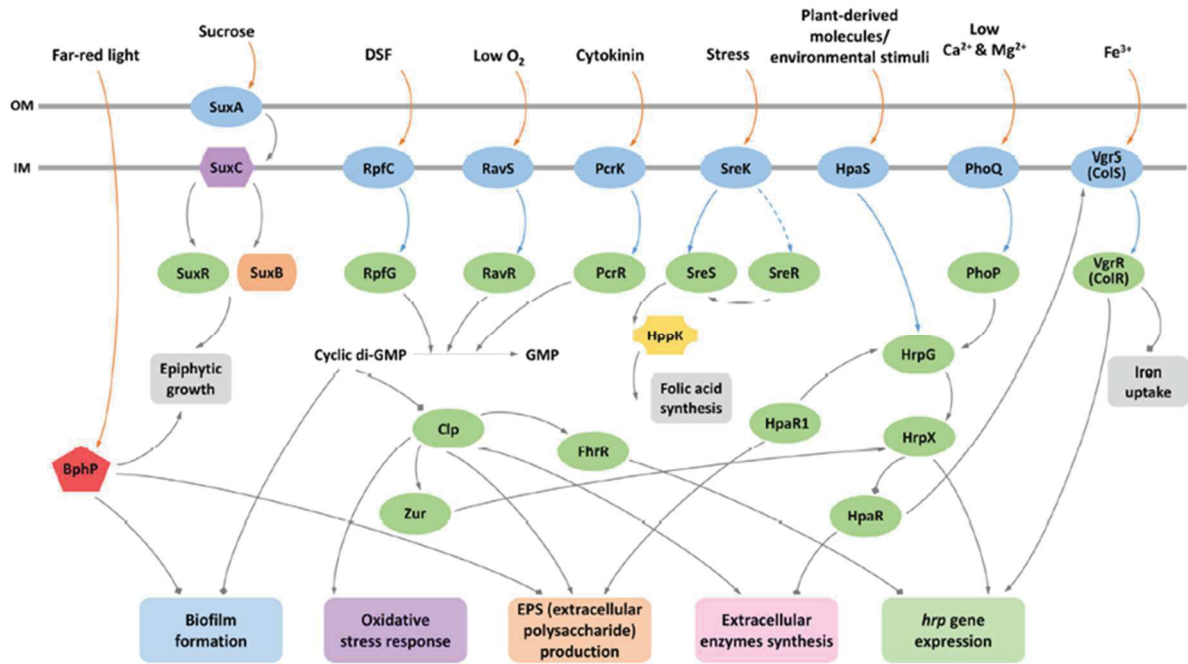 Far-red light
Sucrose
DSF
Low O₂
Cytokinin
Stress
Plant-derived
molecules/
environmental stimuli
Low
Ca²⁺ & Mg²⁺
Fe³⁺
OM
SuxA
IM
SuxC
RpfC
RavS
PcrK
SreK
HpaS
PhoQ
VgrS
(ColS)
SuxR
SuxB
RpfG
RavR
PcrR
SreS
SreR
PhoP
VgrR
(ColR)
HppK
Cyclic di-GMP
GMP
HrpG
Epiphytic
growth
Folic acid
synthesis
Iron
uptake
Clp
FhrR
HpaR1
HrpX
BphP
Zur
HpaR
Biofilm
formation
Oxidative
stress response
EPS (extracellular
polysaccharide)
production
Extracellular
enzymes synthesis
hrp gene
expression